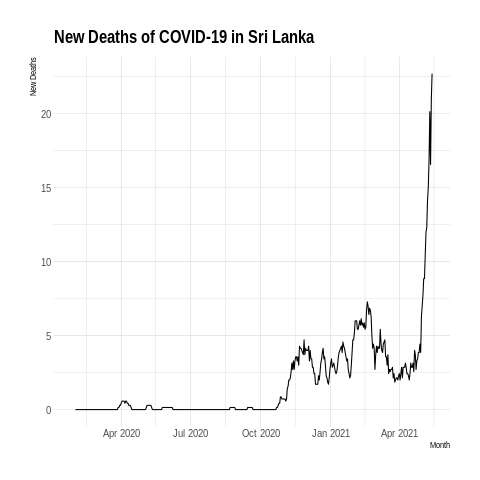 New Deaths of COVID-19 in Sri Lanka
New Deaths
20
15
10
5
0
Apr 2020 Jul 2020 Oct 2020 Jan 2021 Apr 2021
Month